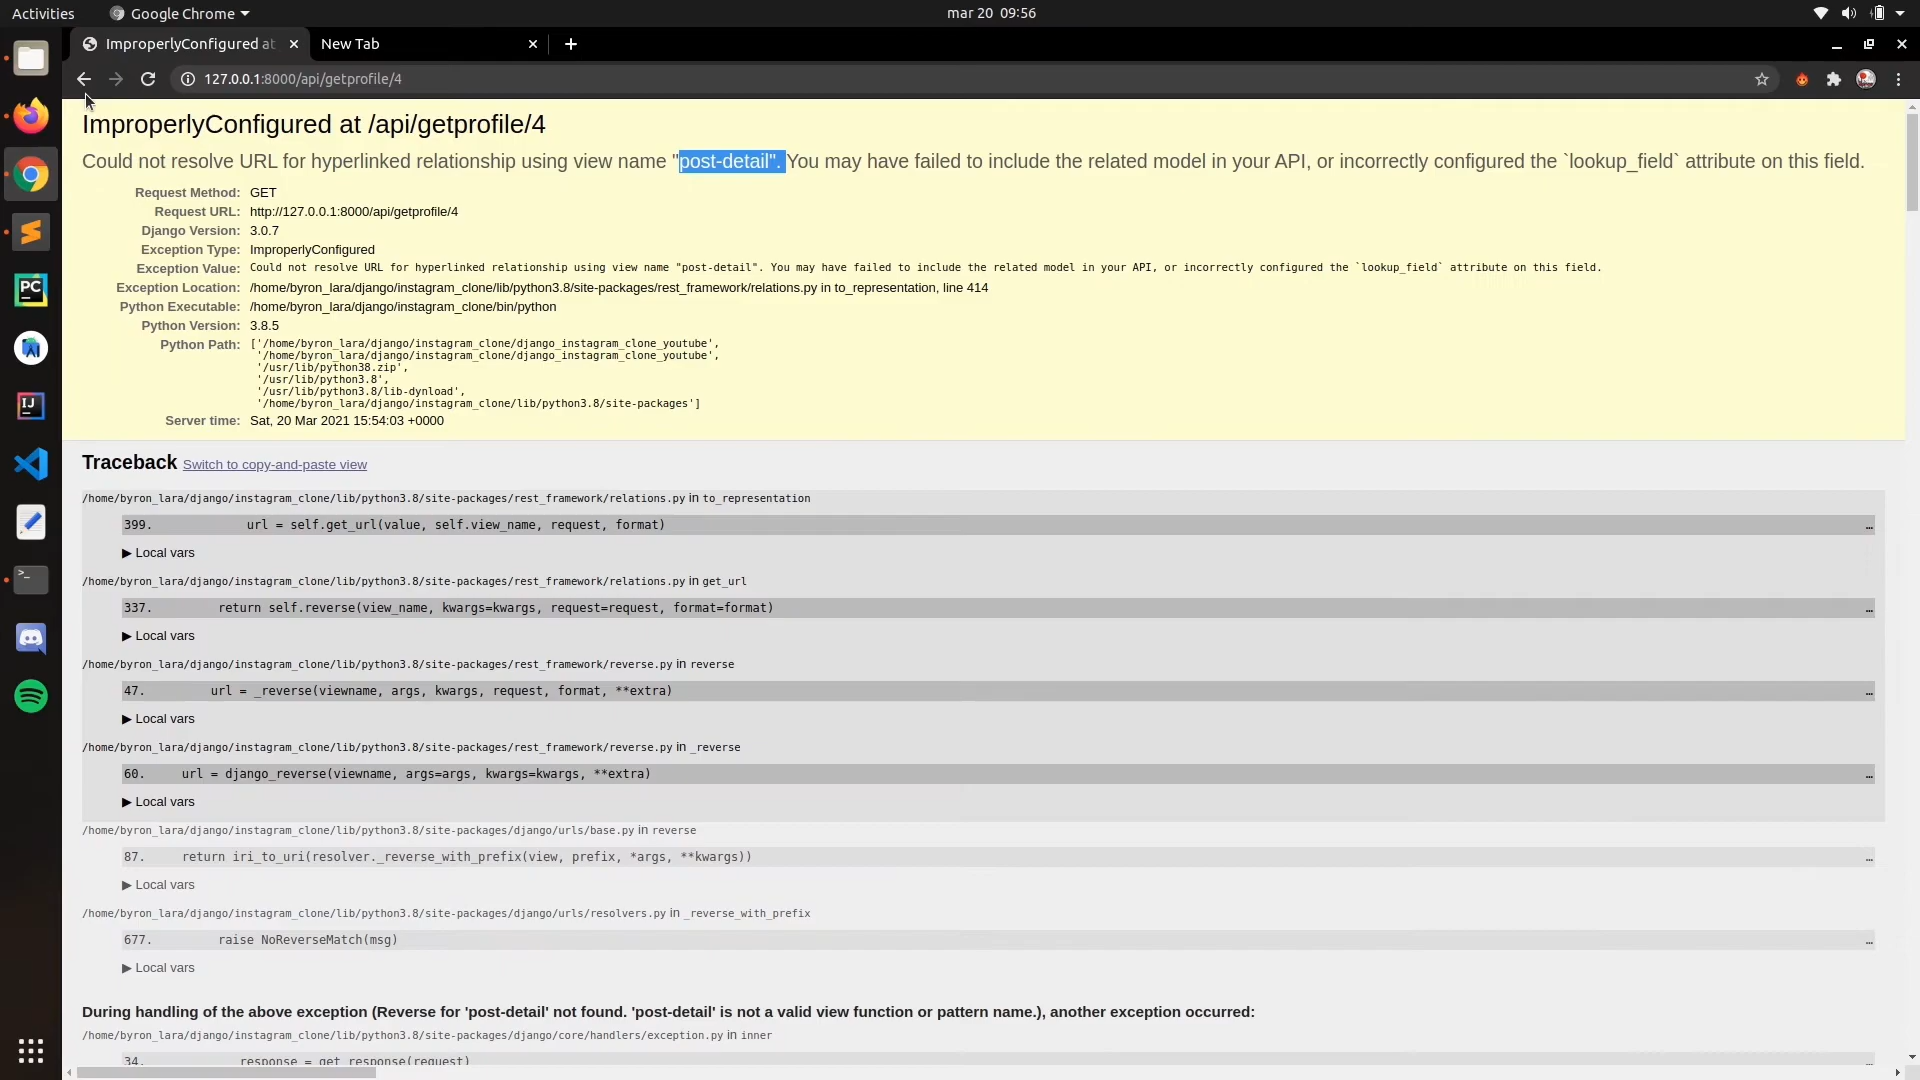 Activities
Google Chrome
mar 20 09:56
ImproperlyConfigured at
New Tab
127.0.0.1:8000/api/getprofile/4
ImproperlyConfigured at /api/getprofile/4
Could not resolve URL for hyperlinked relationship using view name "post-detail". You may have failed to include the related model in your API, or incorrectly configured the `lookup_field` attribute on this field.
Request Method: GET
Request URL: http://127.0.0.1:8000/api/getprofile/4
Django Version: 3.0.7
Exception Type: ImproperlyConfigured
Exception Value: Could not resolve URL for hyperlinked relationship using view name "post-detail". You may have failed to include the related model in your API, or incorrectly configured the `lookup_field` attribute on this field.
Exception Location: /home/byron_lara/django/instagram_clone/lib/python3.8/site-packages/rest_framework/relations.py in to_representation, line 414
Python Executable: /home/byron_lara/django/instagram_clone/bin/python
Python Version: 3.8.5
Python Path: ['/home/byron_lara/django/instagram_clone/django_instagram_clone_youtube',
'/home/byron_lara/django/instagram_clone/django_instagram_clone_youtube',
'/usr/lib/python38.zip',
'/usr/lib/python3.8',
'/usr/lib/python3.8/lib-dynload',
'/home/byron_lara/django/instagram_clone/lib/python3.8/site-packages']
Server time: Sat, 20 Mar 2021 15:54:03 +0000
Traceback Switch to copy-and-paste view
/home/byron_lara/django/instagram_clone/lib/python3.8/site-packages/rest_framework/relations.py in to_representation
399. url = self.get_url(value, self.view_name, request, format) …
▶ Local vars
/home/byron_lara/django/instagram_clone/lib/python3.8/site-packages/rest_framework/relations.py in get_url
337. return self.reverse(view_name, kwargs=kwargs, request=request, format=format) …
▶ Local vars
/home/byron_lara/django/instagram_clone/lib/python3.8/site-packages/rest_framework/reverse.py in reverse
47. url = _reverse(viewname, args, kwargs, request, format, **extra) …
▶ Local vars
/home/byron_lara/django/instagram_clone/lib/python3.8/site-packages/rest_framework/reverse.py in _reverse
60. url = django_reverse(viewname, args=args, kwargs=kwargs, **extra) …
▶ Local vars
/home/byron_lara/django/instagram_clone/lib/python3.8/site-packages/django/urls/base.py in reverse
87. return iri_to_uri(resolver._reverse_with_prefix(view, prefix, *args, **kwargs)) …
▶ Local vars
/home/byron_lara/django/instagram_clone/lib/python3.8/site-packages/django/urls/resolvers.py in _reverse_with_prefix
677. raise NoReverseMatch(msg) …
▶ Local vars
During handling of the above exception (Reverse for 'post-detail' not found. 'post-detail' is not a valid view function or pattern name.), another exception occurred:
/home/byron_lara/django/instagram_clone/lib/python3.8/site-packages/django/core/handlers/exception.py in inner
34. response = get_response(request) …
PC
IJ